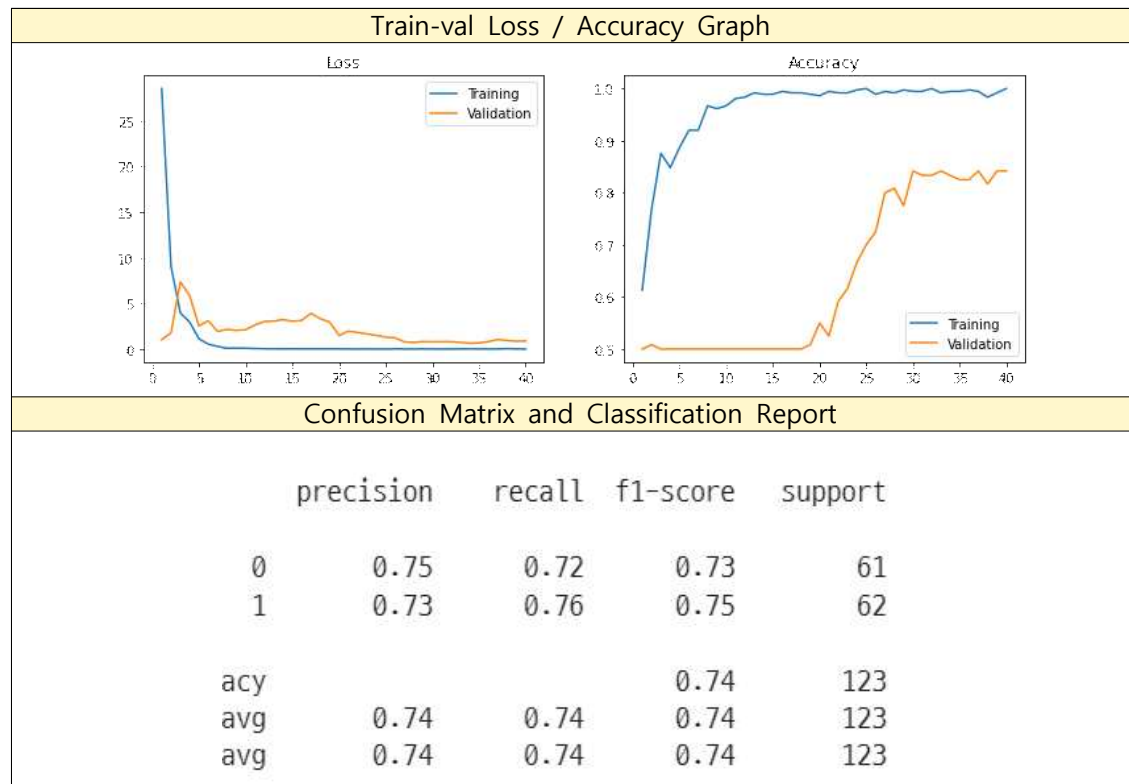 Train-val Loss / Accuracy Graph
Loss
Training
Validation
25
20
15
10
5
0
0 5 10 15 20 25 30 35 40
Accuracy
1.0
0.9
0.8
0.7
0.6
0.5
Training
Validation
0 5 10 15 20 25 30 35 40
Confusion Matrix and Classification Report
precision recall f1-score support
0 0.75 0.72 0.73 61
1 0.73 0.76 0.75 62
acy 0.74 123
avg 0.74 0.74 0.74 123
avg 0.74 0.74 0.74 123